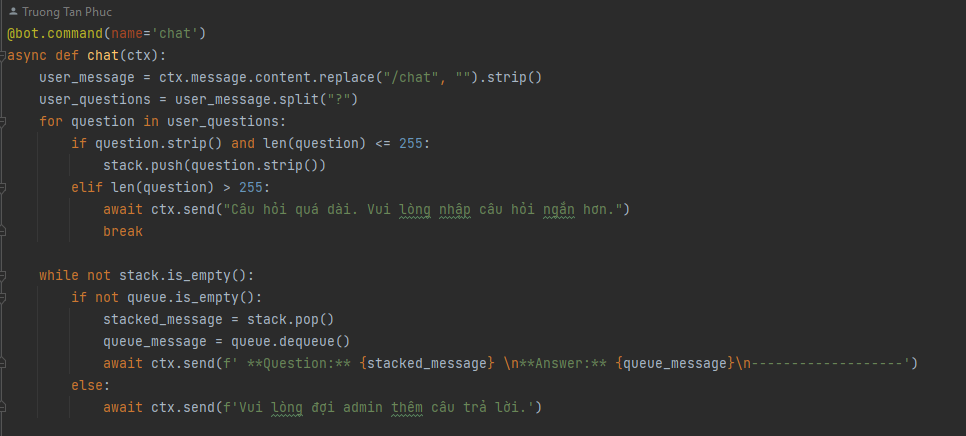 Truong Tan Phuc
@bot.command(name='chat')
async def chat(ctx):
    user_message = ctx.message.content.replace("/chat", "").strip()
    user_questions = user_message.split("?")
    for question in user_questions:
        if question.strip() and len(question) <= 255:
            stack.push(question.strip())
        elif len(question) > 255:
            await ctx.send("Câu hỏi quá dài. Vui lòng nhập câu hỏi ngắn hơn.")
            break
    while not stack.is_empty():
        if not queue.is_empty():
            stacked_message = stack.pop()
            queue_message = queue.dequeue()
            await ctx.send(f' **Question:** {stacked_message} \n**Answer:** {queue_message}\n-------------------')
        else:
            await ctx.send(f'Vui lòng đợi admin thêm câu trả lời.')